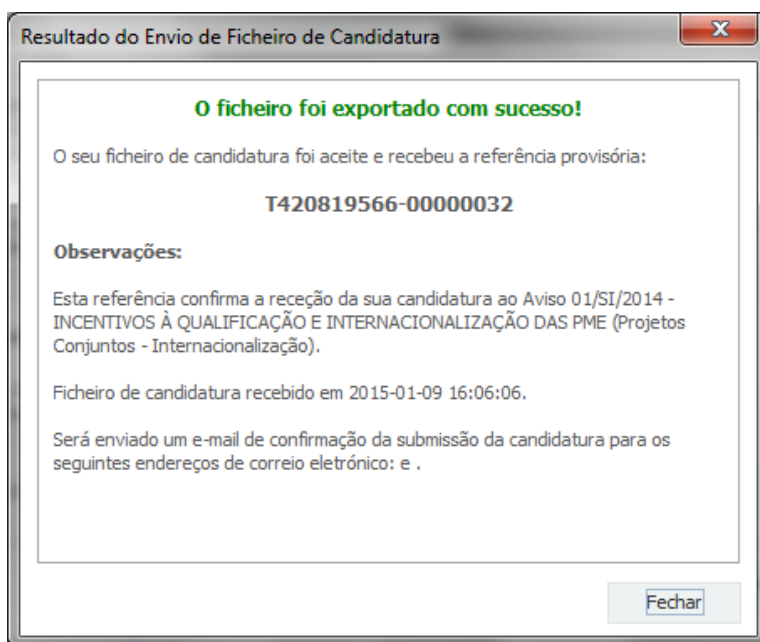 Resultado do Envio de Ficheiro de Candidatura
X
O ficheiro foi exportado com sucesso!
O seu ficheiro de candidatura foi aceite e recebeu a referência provisória:
T420819566-00000032
Observações:
Esta referência confirma a receção da sua candidatura ao Aviso 01/SI/2014 -
INCENTIVOS À QUALIFICAÇÃO E INTERNACIONALIZAÇÃO DAS PME (Projetos
Conjuntos - Internacionalização).
Ficheiro de candidatura recebido em 2015-01-09 16:06:06.
Será enviado um e-mail de confirmação da submissão da candidatura para os
seguintes endereços de correio eletrónico: e .
Fechar